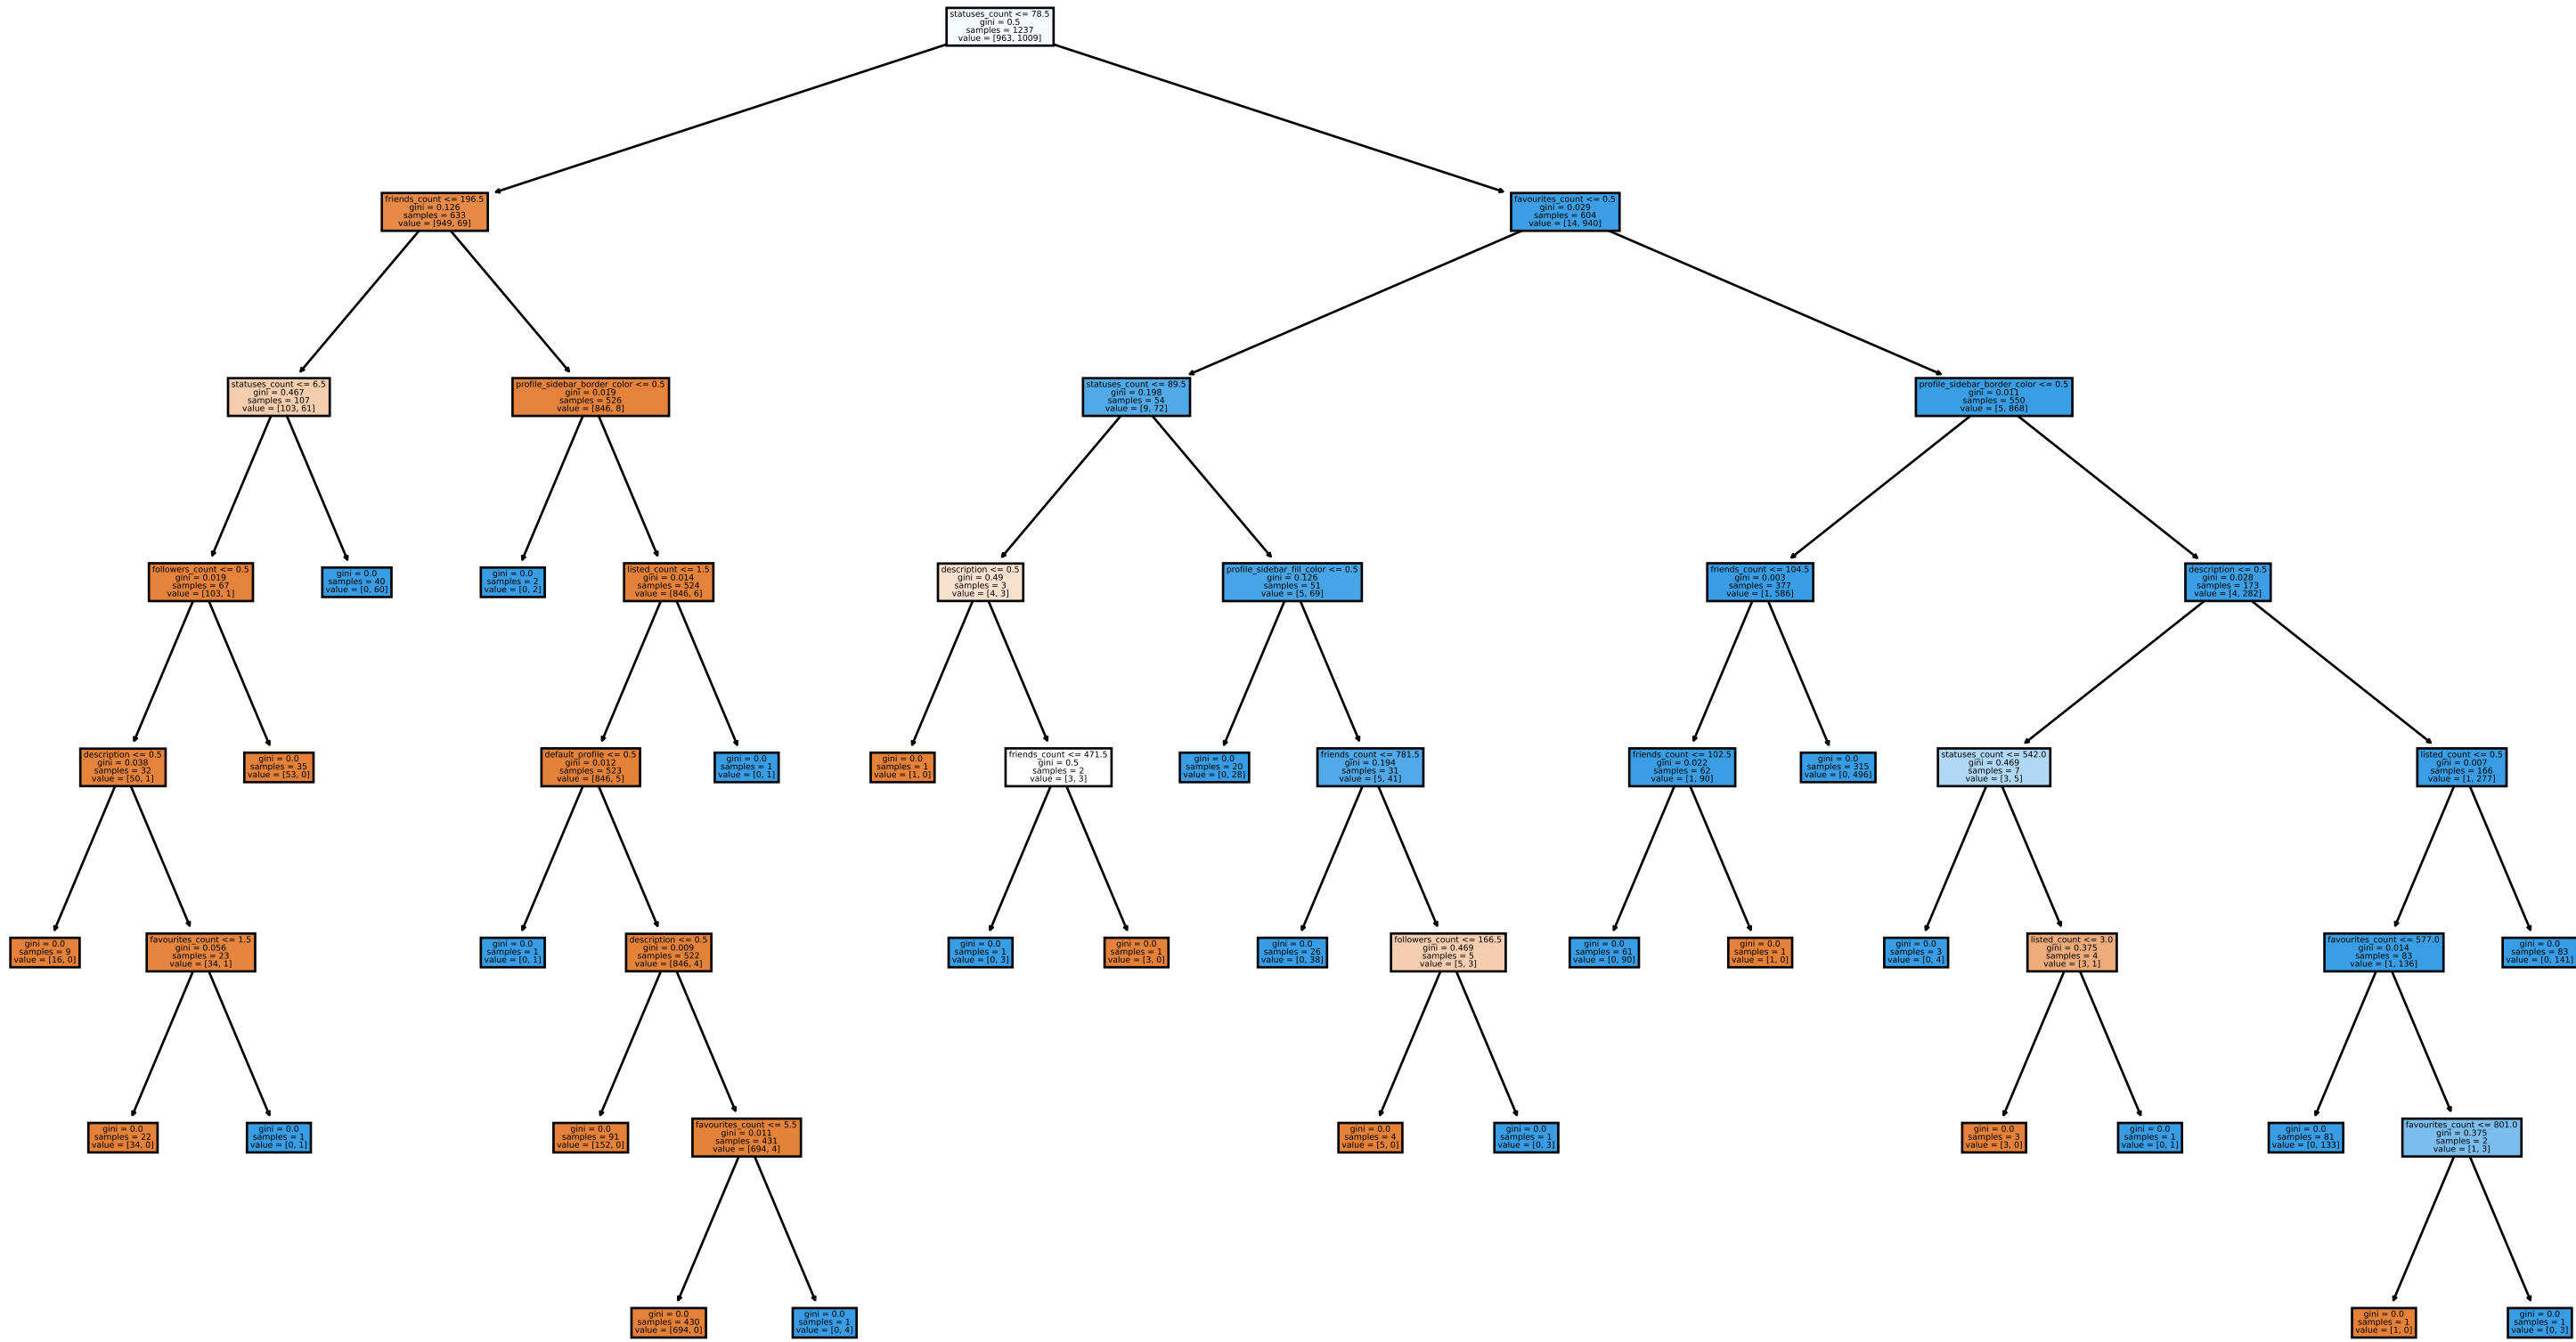 statuses_count <= 78.5
gini = 0.5
samples = 1237
value = [963, 1009]
friends_count <= 196.5
gini = 0.126
samples = 633
value = [949, 69]
favourites_count <= 0.5
gini = 0.029
samples = 604
value = [14, 940]
statuses_count <= 6.5
gini = 0.467
samples = 107
value = [103, 61]
profile_sidebar_border_color <= 0.5
gini = 0.019
samples = 526
value = [846, 8]
statuses_count <= 89.5
gini = 0.198
samples = 54
value = [9, 72]
profile_sidebar_border_color <= 0.5
gini = 0.011
samples = 550
value = [5, 868]
followers_count <= 0.5
gini = 0.019
samples = 67
value = [103, 1]
gini = 0.0
samples = 40
value = [0, 60]
gini = 0.0
samples = 2
value = [0, 2]
listed_count <= 1.5
gini = 0.014
samples = 524
value = [846, 6]
description <= 0.5
gini = 0.49
samples = 3
value = [4, 3]
profile_sidebar_fill_color <= 0.5
gini = 0.126
samples = 51
value = [5, 69]
friends_count <= 104.5
gini = 0.003
samples = 377
value = [1, 586]
description <= 0.5
gini = 0.028
samples = 173
value = [4, 282]
description <= 0.5
gini = 0.038
samples = 32
value = [50, 1]
gini = 0.0
samples = 35
value = [53, 0]
default_profile <= 0.5
gini = 0.012
samples = 523
value = [846, 5]
gini = 0.0
samples = 1
value = [0, 1]
gini = 0.0
samples = 1
value = [1, 0]
friends_count <= 471.5
gini = 0.5
samples = 2
value = [3, 3]
gini = 0.0
samples = 20
value = [0, 28]
friends_count <= 781.5
gini = 0.194
samples = 31
value = [5, 41]
friends_count <= 102.5
gini = 0.022
samples = 62
value = [1, 90]
gini = 0.0
samples = 315
value = [0, 496]
statuses_count <= 542.0
gini = 0.469
samples = 7
value = [3, 5]
listed_count <= 0.5
gini = 0.007
samples = 166
value = [1, 277]
gini = 0.0
samples = 9
value = [16, 0]
favourites_count <= 1.5
gini = 0.056
samples = 23
value = [34, 1]
gini = 0.0
samples = 1
value = [0, 1]
description <= 0.5
gini = 0.009
samples = 522
value = [846, 4]
gini = 0.0
samples = 1
value = [0, 3]
gini = 0.0
samples = 1
value = [3, 0]
gini = 0.0
samples = 26
value = [0, 38]
followers_count <= 166.5
gini = 0.469
samples = 5
value = [5, 3]
gini = 0.0
samples = 61
value = [0, 90]
gini = 0.0
samples = 1
value = [1, 0]
gini = 0.0
samples = 3
value = [0, 4]
listed_count <= 3.0
gini = 0.375
samples = 4
value = [3, 1]
favourites_count <= 577.0
gini = 0.014
samples = 83
value = [1, 136]
gini = 0.0
samples = 83
value = [0, 141]
gini = 0.0
samples = 22
value = [34, 0]
gini = 0.0
samples = 1
value = [0, 1]
gini = 0.0
samples = 91
value = [152, 0]
favourites_count <= 5.5
gini = 0.011
samples = 431
value = [694, 4]
gini = 0.0
samples = 4
value = [5, 0]
gini = 0.0
samples = 1
value = [0, 3]
gini = 0.0
samples = 3
value = [3, 0]
gini = 0.0
samples = 1
value = [0, 1]
gini = 0.0
samples = 81
value = [0, 133]
favourites_count <= 801.0
gini = 0.375
samples = 2
value = [1, 3]
gini = 0.0
samples = 430
value = [694, 0]
gini = 0.0
samples = 1
value = [0, 4]
gini = 0.0
samples = 1
value = [1, 0]
gini = 0.0
samples = 1
value = [0, 3]